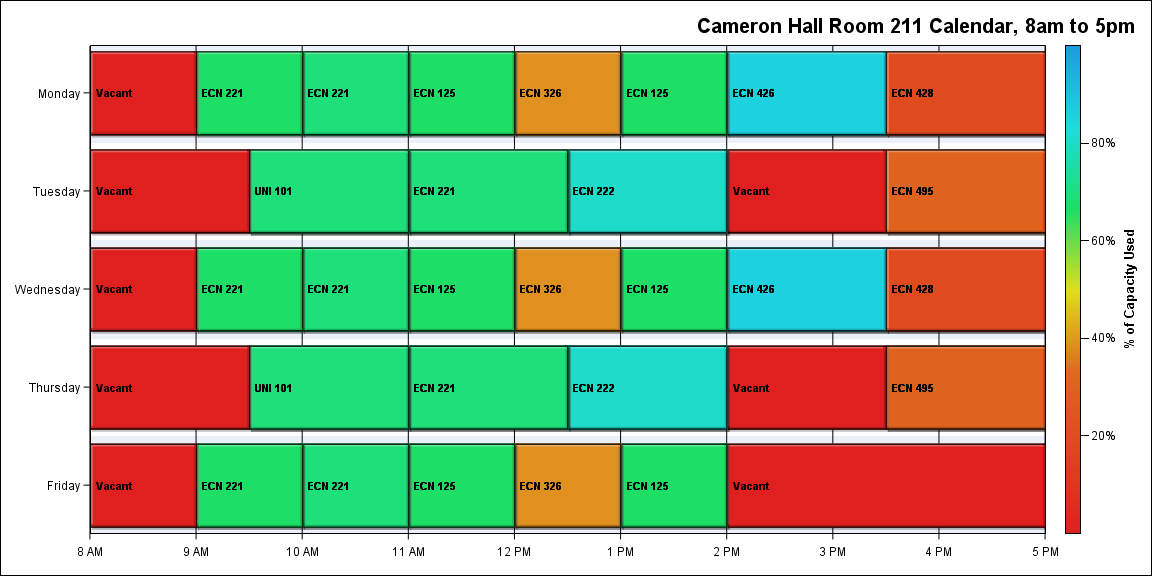 Cameron Hall Room 211 Calendar, 8am to 5pm
Monday Vacant ECN 221 ECN 221 ECN 125 ECN 326 ECN 125 ECN 426 ECN 428
Tuesday Vacant UNI 101 ECN 221 ECN 222 Vacant ECN 495
Wednesday Vacant ECN 221 ECN 221 ECN 125 ECN 326 ECN 125 ECN 426 ECN 428
Thursday Vacant UNI 101 ECN 221 ECN 222 Vacant ECN 495
Friday Vacant ECN 221 ECN 221 ECN 125 ECN 326 ECN 125 Vacant
8 AM 9 AM 10 AM 11 AM 12 PM 1 PM 2 PM 3 PM 4 PM 5 PM
80%
60%
40%
20%
% of Capacity Used